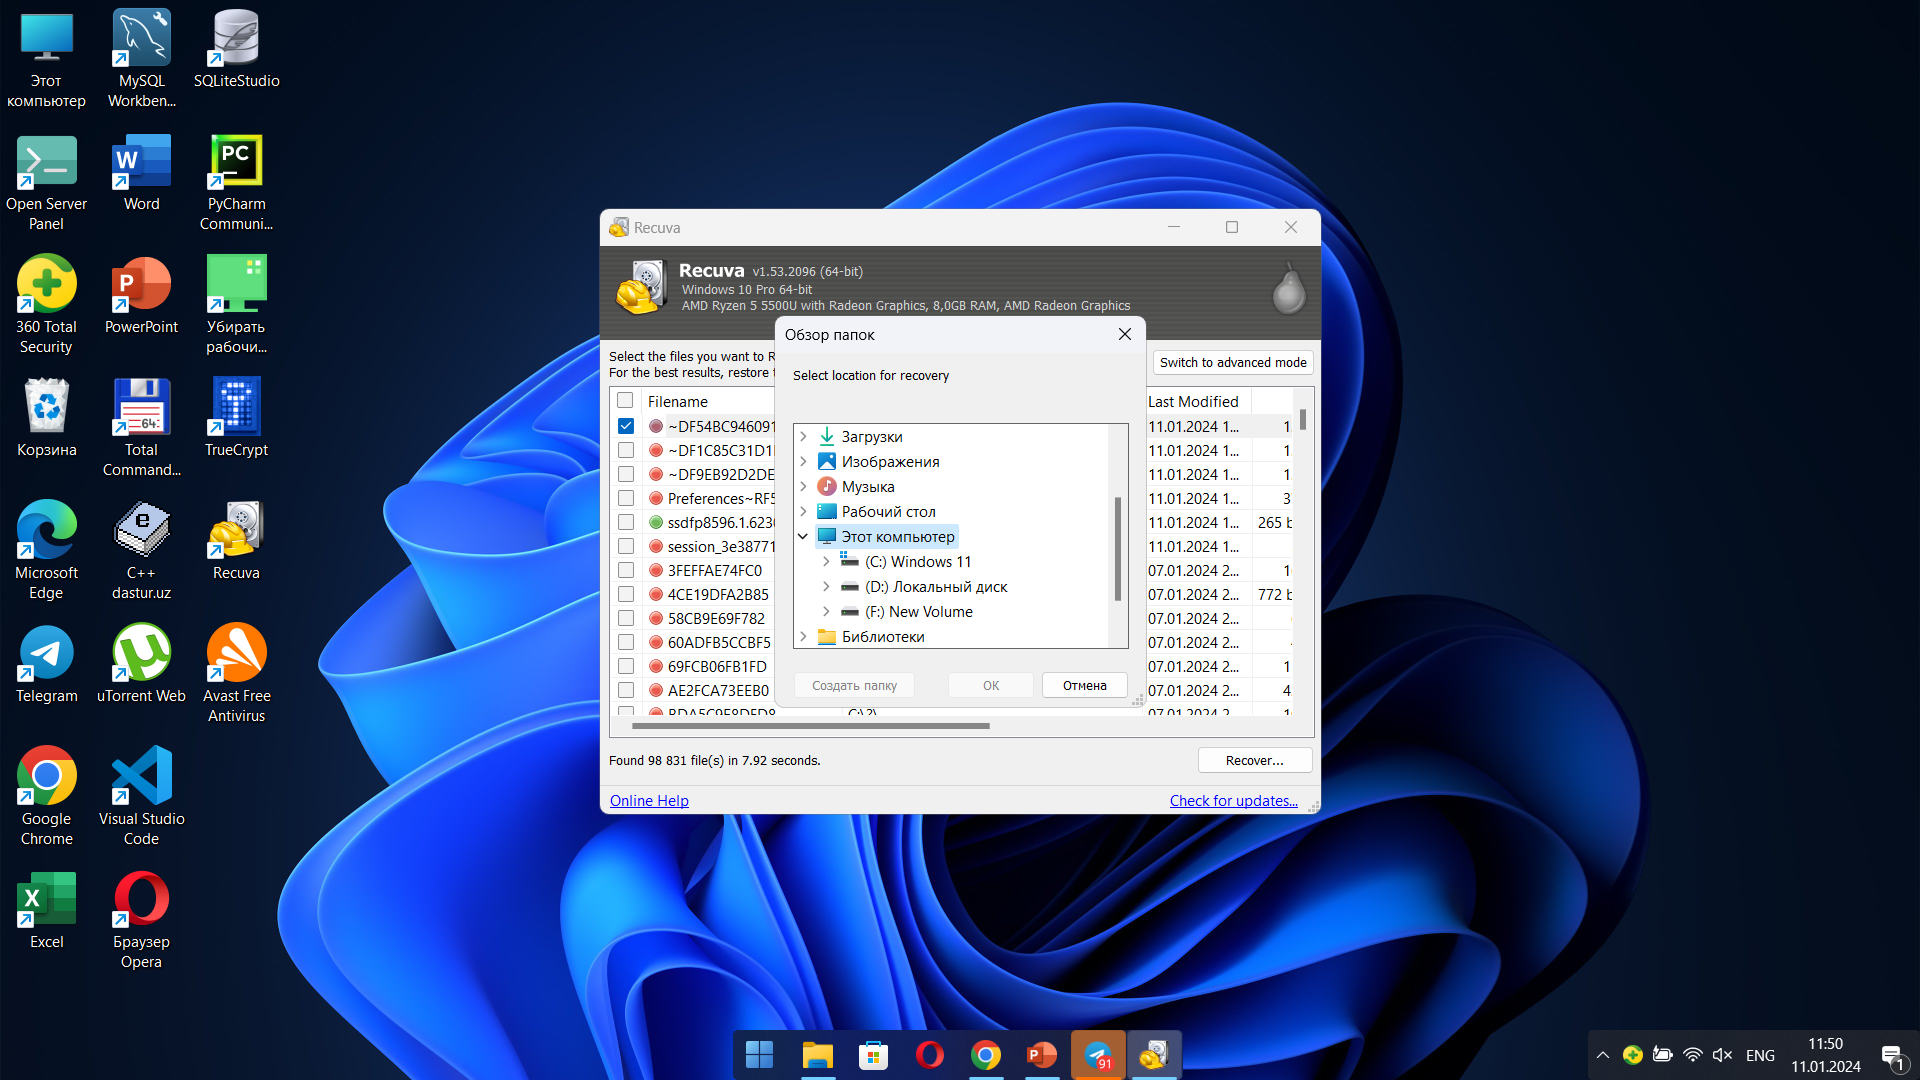 Этот
компьютер
MySQL
Workben...
SQLiteStudio
Open Server
Panel
Word
PyCharm
Communi...
360 Total
Security
PowerPoint
Убирать
рабочи...
Корзина
Total
Command...
TrueCrypt
Microsoft
Edge
C++
dastur.uz
Recuva
Telegram
uTorrent Web
Avast Free
Antivirus
Google
Chrome
Visual Studio
Code
Excel
Браузер
Opera
Recuva
Recuva v1.53.2096 (64-bit)
Windows 10 Pro 64-bit
AMD Ryzen 5 5500U with Radeon Graphics, 8,0GB RAM, AMD Radeon Graphics
Select the files you want to R
For the best results, restore
Switch to advanced mode
Filename
Last Modified
~DF54BC946091
11.01.2024 1...
~DF1C85C31D1
11.01.2024 1...
~DF9EB92D2DE
11.01.2024 1...
Preferences~RF5
11.01.2024 1...
3
ssdfp8596.1.623
11.01.2024 1...
265 b
session_3e38771
11.01.2024 1...
3FEFFAE74FC0
07.01.2024 2...
1
4CE19DFA2B85
07.01.2024 2...
772 b
58CB9E69F782
07.01.2024 2...
60ADFB5CCBF5
07.01.2024 2...
69FCB06FB1FD
07.01.2024 2...
1
AE2FCA73EEB0
07.01.2024 2...
4
C:\?\
07.01.2024 2
Обзор папок
Select location for recovery
Загрузки
Изображения
Музыка
Рабочий стол
Этот компьютер
(C:) Windows 11
(D:) Локальный диск
(F:) New Volume
Библиотеки
Создать папку
OK
Отмена
Found 98 831 file(s) in 7.92 seconds.
Recover...
Online Help
Check for updates...
91
ENG
11:50
11.01.2024
1